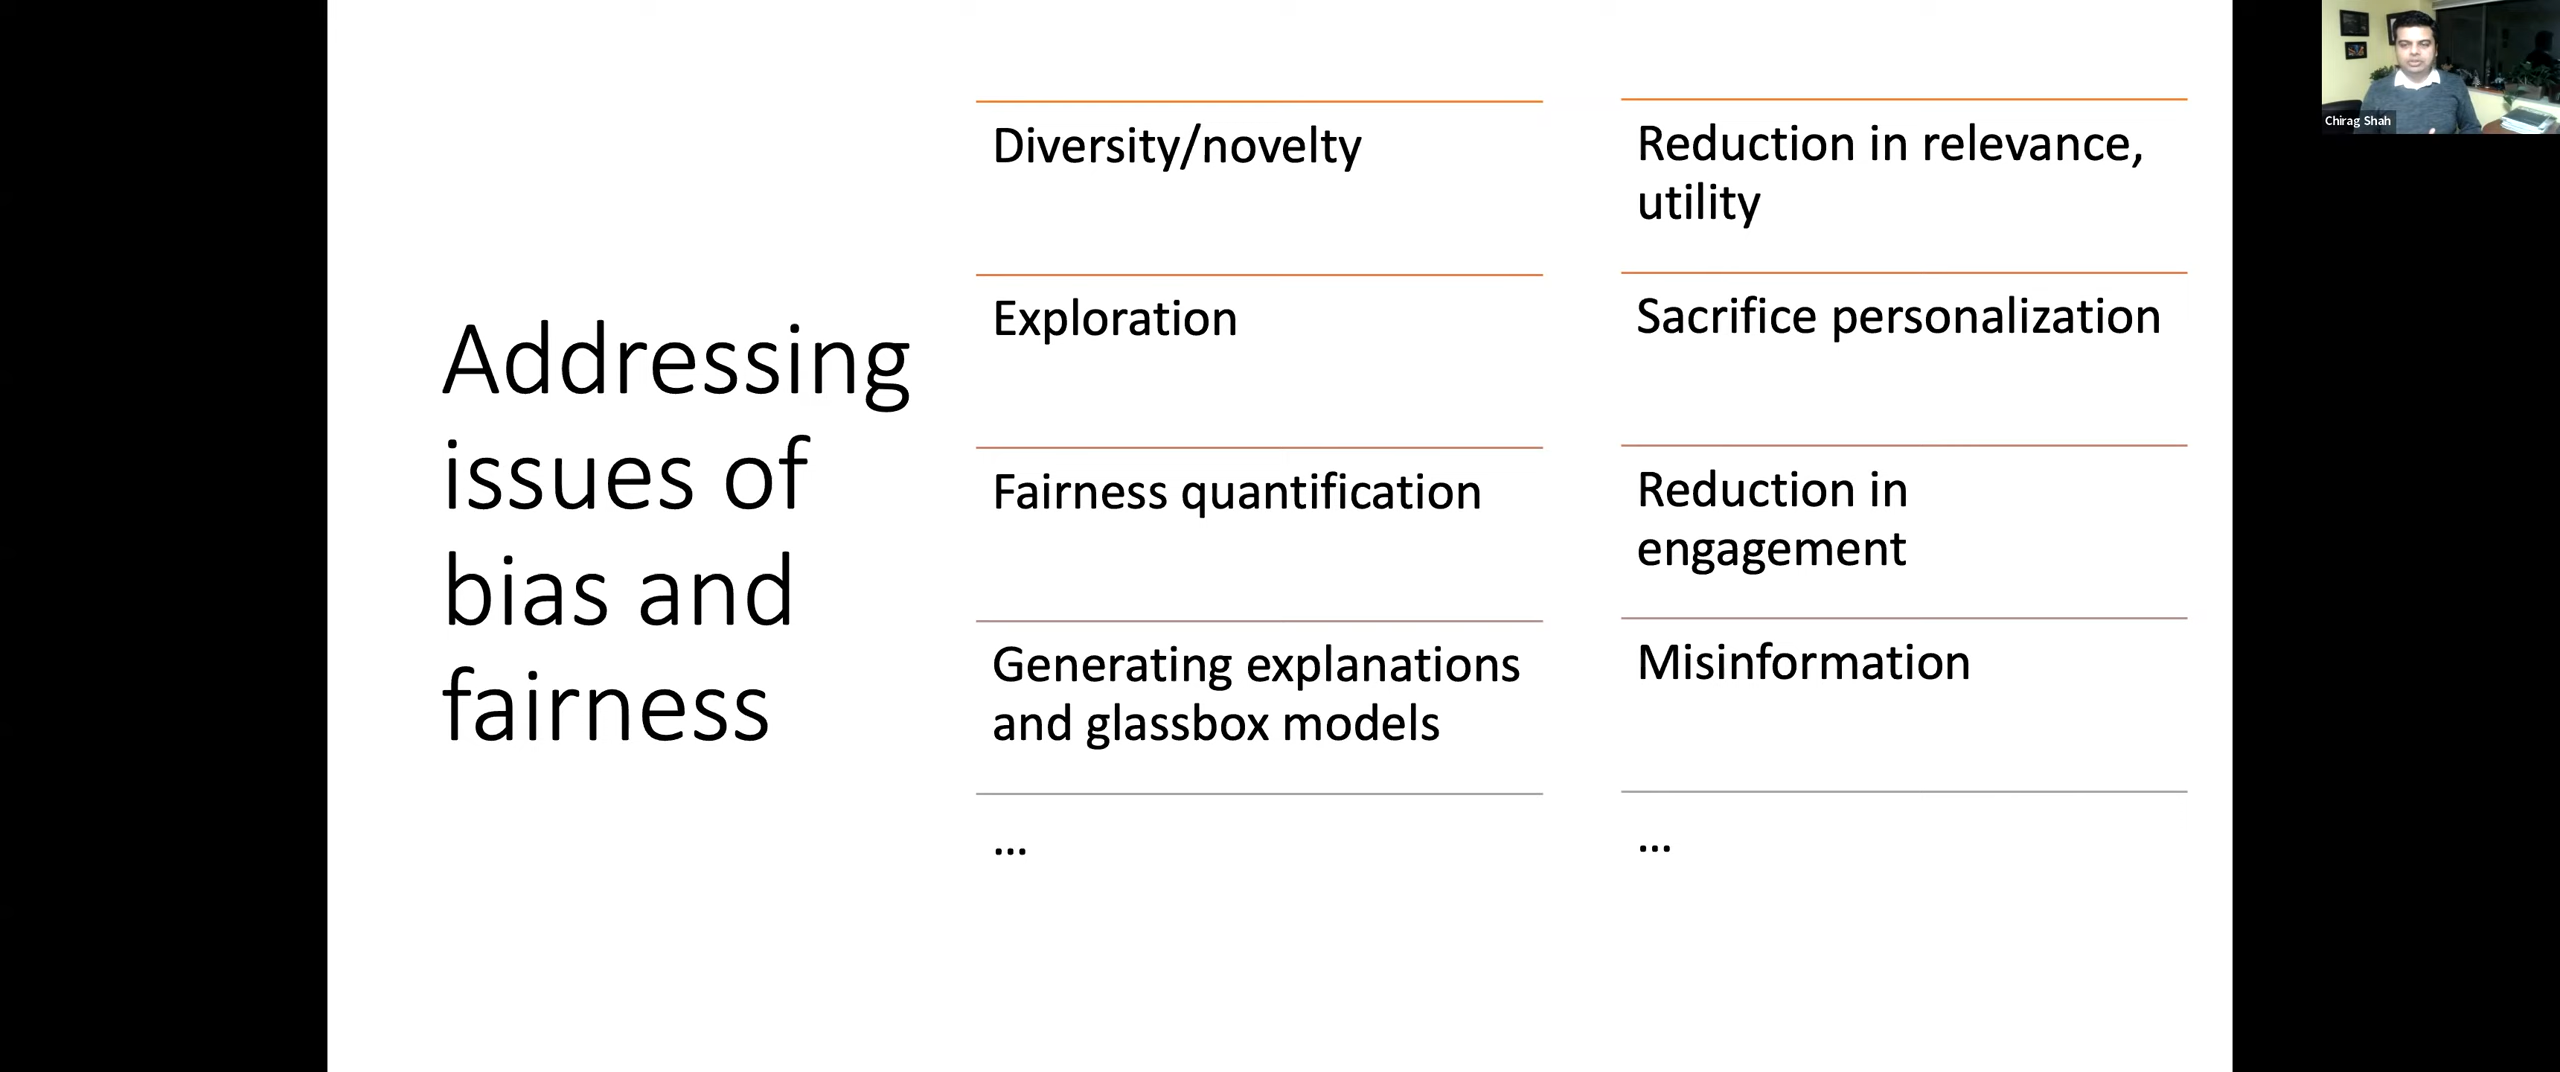 Addressing
issues of
bias and
fairness
Diversity/novelty
Exploration
Fairness quantification
Generating explanations
and glassbox models
...
Reduction in relevance,
utility
Sacrifice personalization
Reduction in
engagement
Misinformation
...
Chirag Shah